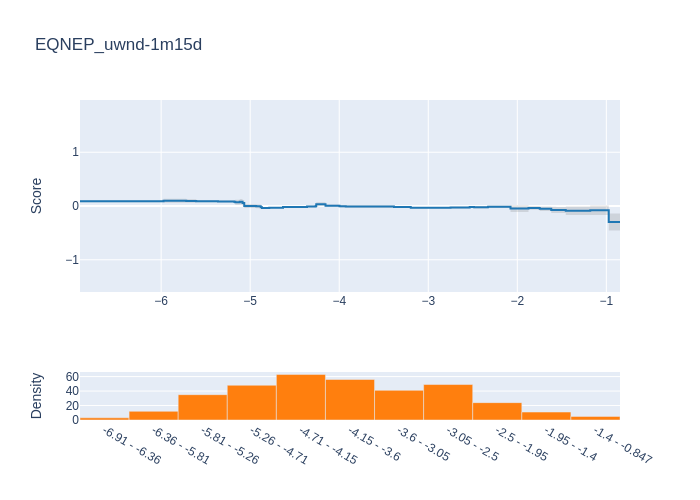 EQNEP_uwnd-1m15d
Score
1
0
−1
−6 −5 −4 −3 −2 −1
Density
60
40
20
0
-6.91 - -6.36
-6.36 - -5.81
-5.81 - -5.26
-5.26 - -4.71
-4.71 - -4.15
-4.15 - -3.6
-3.6 - -3.05
-3.05 - -2.5
-2.5 - -1.95
-1.95 - -1.4
-1.4 - -0.847